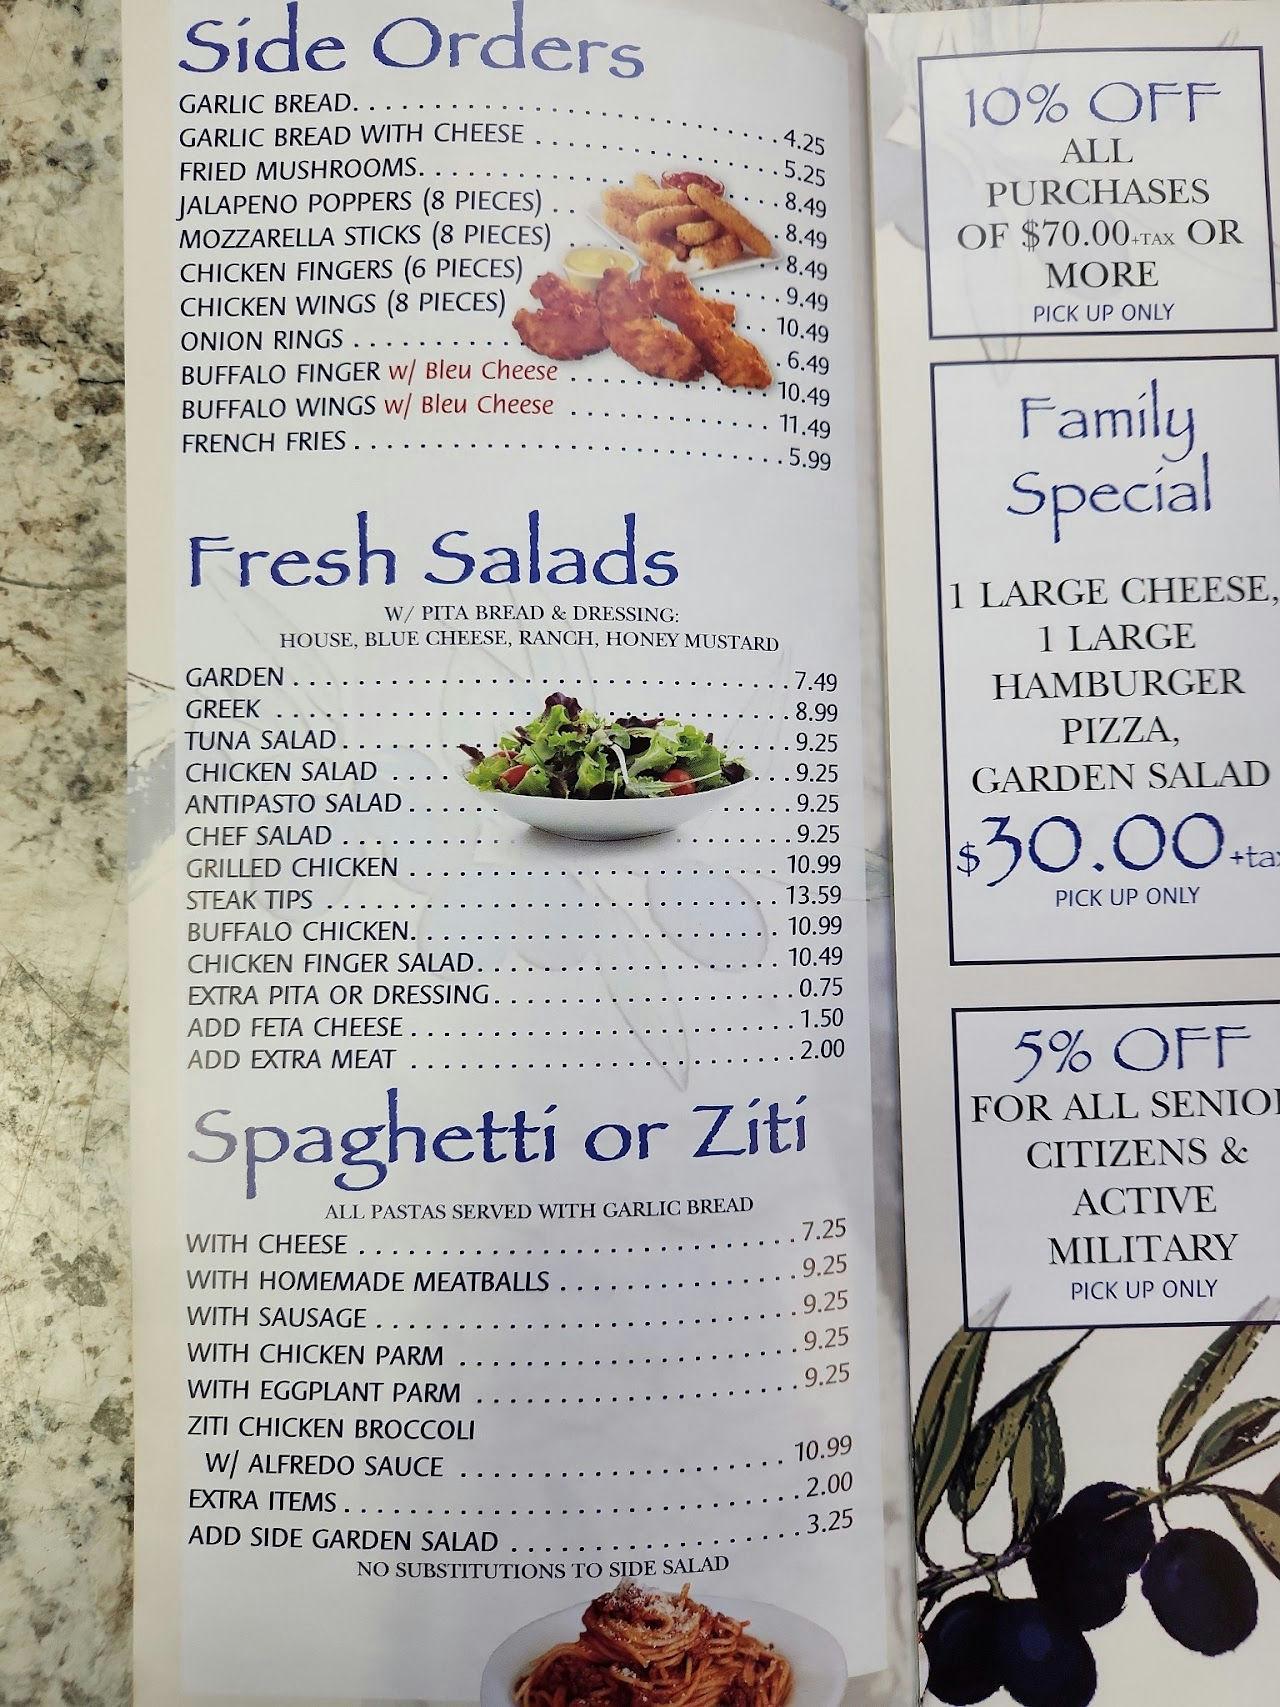 Side Orders
GARLIC BREAD. . . . . . . . . . . . . . . . . . . . . . . . . . . . . . . . 4.25
GARLIC BREAD WITH CHEESE . . . . . . . . . . . . . . . . . . 5.25
FRIED MUSHROOMS. . . . . . . . . . . . . . . . . . . . . . . . . . 8.49
JALAPENO POPPERS (8 PIECES) . . 8.49
MOZZARELLA STICKS (8 PIECES) . . . 8.49
CHICKEN FINGERS (6 PIECES) . . . . 9.49
CHICKEN WINGS (8 PIECES) . . . 10.49
ONION RINGS . . . . . . . . . . . . 6.49
BUFFALO FINGER w/ Bleu Cheese . . . . . . . . . . . . . . 10.49
BUFFALO WINGS w/ Bleu Cheese . . . . . . . . . . . . . . 11.49
FRENCH FRIES . . . . . . . . . . . . . . . . . . . . . . . . . . . . . 5.99
Fresh Salads
W/ PITA BREAD & DRESSING:
HOUSE, BLUE CHEESE, RANCH, HONEY MUSTARD
GARDEN . . . . . . . . . . . . . . . . . . . . . . . . . . . . . . . . . 7.49
GREEK . . . . . . . . . . . . . . . . . . . . . . . . . . . . . . . . . . 8.99
TUNA SALAD . . . . . . . . . . . . . 9.25
CHICKEN SALAD . . . . . . . 9.25
ANTIPASTO SALAD . . . . . . . 9.25
CHEF SALAD . . . . . . . . . . . . . . . . . . 9.25
GRILLED CHICKEN . . . . . . . . . . . . . . . . . . . . . . . . 10.99
STEAK TIPS . . . . . . . . . . . . . . . . . . . . . . . . . . . . . 13.59
BUFFALO CHICKEN. . . . . . . . . . . . . . . . . . . . . . . . 10.99
CHICKEN FINGER SALAD. . . . . . . . . . . . . . . . . . . . 10.49
EXTRA PITA OR DRESSING. . . . . . . . . . . . . . . . . . . . 0.75
ADD FETA CHEESE . . . . . . . . . . . . . . . . . . . . . . . . . 1.50
ADD EXTRA MEAT . . . . . . . . . . . . . . . . . . . . . . . . . 2.00
Spaghetti or Ziti
ALL PASTAS SERVED WITH GARLIC BREAD
WITH CHEESE . . . . . . . . . . . . . . . . . . . . . . . . . . . . . 7.25
WITH HOMEMADE MEATBALLS . . . . . . . . . . . . . . . . 9.25
WITH SAUSAGE . . . . . . . . . . . . . . . . . . . . . . . . . . . . 9.25
WITH CHICKEN PARM . . . . . . . . . . . . . . . . . . . . . . . 9.25
WITH EGGPLANT PARM . . . . . . . . . . . . . . . . . . . . . . 9.25
ZITI CHICKEN BROCCOLI
W/ ALFREDO SAUCE . . . . . . . . . . . . . . . . . . . . . . 10.99
EXTRA ITEMS . . . . . . . . . . . . . . . . . . . . . . . . . . . . . . 2.00
ADD SIDE GARDEN SALAD . . . . . . . . . . . . . . . . . . . . 3.25
NO SUBSTITUTIONS TO SIDE SALAD
10% OFF
ALL
PURCHASES
OF $70.00+TAX OR
MORE
PICK UP ONLY
Family
Special
1 LARGE CHEESE,
1 LARGE
HAMBURGER
PIZZA,
GARDEN SALAD
$30.00+tax
PICK UP ONLY
5% OFF
FOR ALL SENIOR
CITIZENS &
ACTIVE
MILITARY
PICK UP ONLY